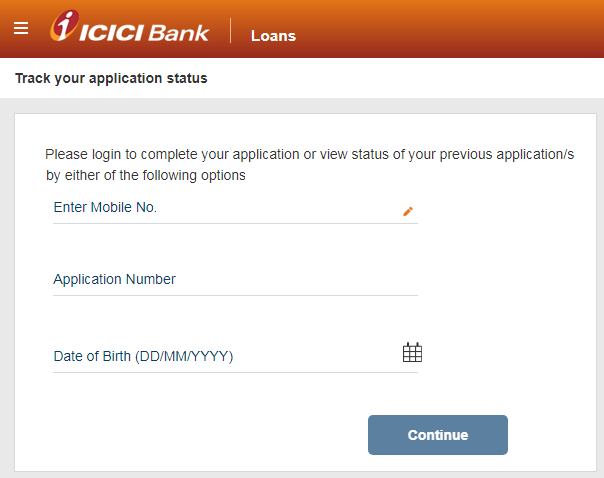 ICICI Bank
Loans
Track your application status
Please login to complete your application or view status of your previous application/s
by either of the following options
Enter Mobile No.
Application Number
Date of Birth (DD/MM/YYYY)
Continue